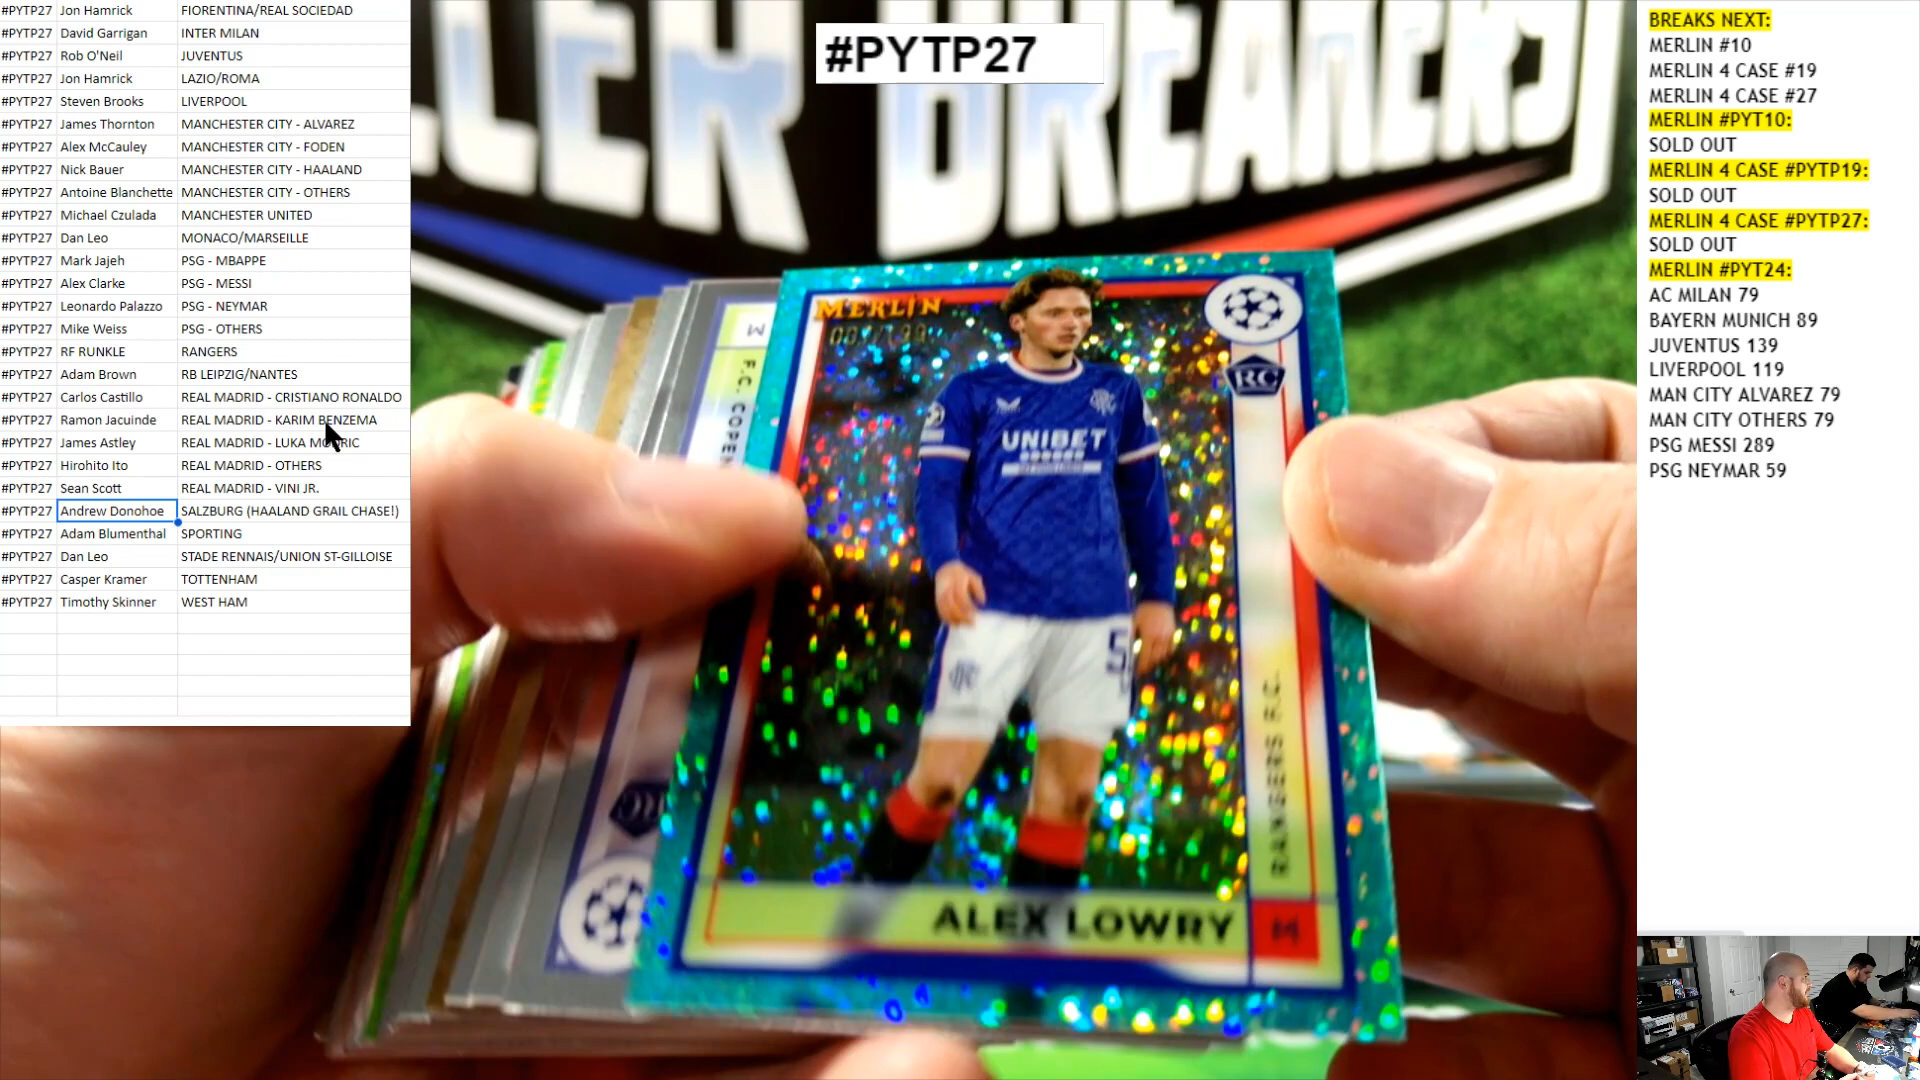 #PYTP27 Jon Hamrick FIORENTINA/REAL SOCIEDAD
#PYTP27 David Garrigan INTER MILAN
#PYTP27 Rob O'Neil JUVENTUS
#PYTP27 Jon Hamrick LAZIO/ROMA
#PYTP27 Steven Brooks LIVERPOOL
#PYTP27 James Thornton MANCHESTER CITY - ALVAREZ
#PYTP27 Alex McCauley MANCHESTER CITY - FODEN
#PYTP27 Nick Bauer MANCHESTER CITY - HAALAND
#PYTP27 Antoine Blanchette MANCHESTER CITY - OTHERS
#PYTP27 Michael Czulada MANCHESTER UNITED
#PYTP27 Dan Leo MONACO/MARSEILLE
#PYTP27 Mark Jajeh PSG - MBAPPE
#PYTP27 Alex Clarke PSG - MESSI
#PYTP27 Leonardo Palazzo PSG - NEYMAR
#PYTP27 Mike Weiss PSG - OTHERS
#PYTP27 RF RUNKLE RANGERS
#PYTP27 Adam Brown RB LEIPZIG/NANTES
#PYTP27 Carlos Castillo REAL MADRID - CRISTIANO RONALDO
#PYTP27 Ramon Jacuinde REAL MADRID - KARIM BENZEMA
#PYTP27 James Astley REAL MADRID - LUKA MODRIC
#PYTP27 Hirohito Ito REAL MADRID - OTHERS
#PYTP27 Sean Scott REAL MADRID - VINI JR.
#PYTP27 Andrew Donohoe SALZBURG (HAALAND GRAIL CHASE!)
#PYTP27 Adam Blumenthal SPORTING
#PYTP27 Dan Leo STADE RENNAIS/UNION ST-GILLOISE
#PYTP27 Casper Kramer TOTTENHAM
#PYTP27 Timothy Skinner WEST HAM
#PYTP27
BREAKERS
MERLIN
RC
UNIBET
5
RANGERS F.C.
ALEX LOWRY
M
M
F.C.
BREAKS NEXT:
MERLIN #10
MERLIN 4 CASE #19
MERLIN 4 CASE #27
MERLIN #PYT10:
SOLD OUT
MERLIN 4 CASE #PYTP19:
SOLD OUT
MERLIN 4 CASE #PYTP27:
SOLD OUT
MERLIN #PYT24:
AC MILAN 79
BAYERN MUNICH 89
JUVENTUS 139
LIVERPOOL 119
MAN CITY ALVAREZ 79
MAN CITY OTHERS 79
PSG MESSI 289
PSG NEYMAR 59